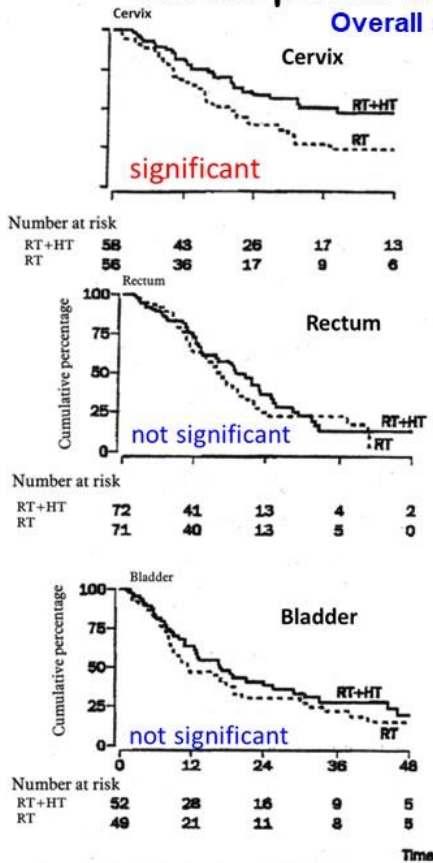 Overall
Cervix
Cervix
RT+HT
RT
significant
Number at risk
RT+HT 58 43 26 17 13
RT 56 36 17 9 6
Rectum
Rectum
Cumulative percentage
100
75
50
25
0
RT+HT
RT
not significant
Number at risk
RT+HT 72 41 13 4 2
RT 71 40 13 5 0
Bladder
Bladder
Cumulative percentage
100
75
50
25
0
RT+HT
RT
not significant
0 12 24 36 48
Number at risk
RT+HT 52 28 16 9 5
RT 49 21 11 8 5
Time